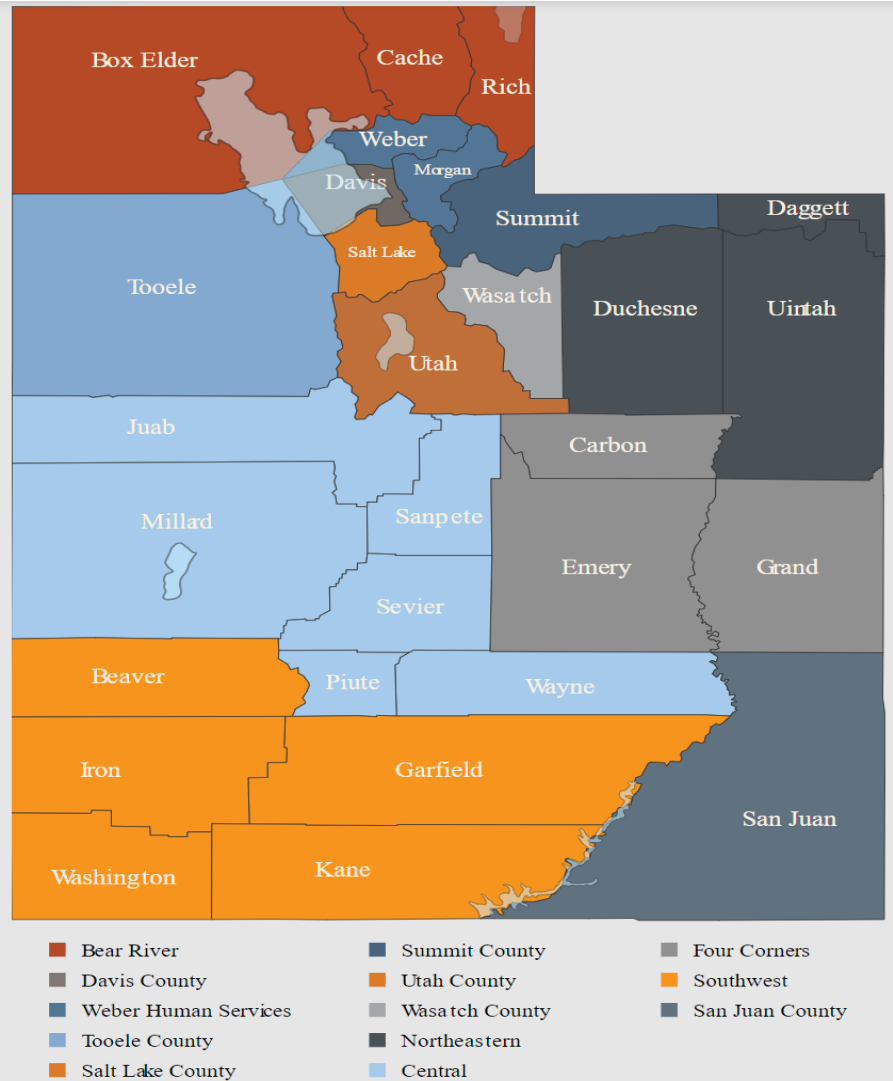 Box Elder
Cache
Rich
Weber
Morgan
Davis
Summit
Daggett
Salt Lake
Tooele
Wasatch
Duchesne
Uintah
Utah
Juab
Carbon
Millard
Sanpete
Emery
Grand
Sevier
Beaver
Piute
Wayne
Iron
Garfield
San Juan
Washington
Kane
Bear River
Davis County
Weber Human Services
Tooele County
Salt Lake County
Summit County
Utah County
Wasatch County
Northeastern
Central
Four Corners
Southwest
San Juan County